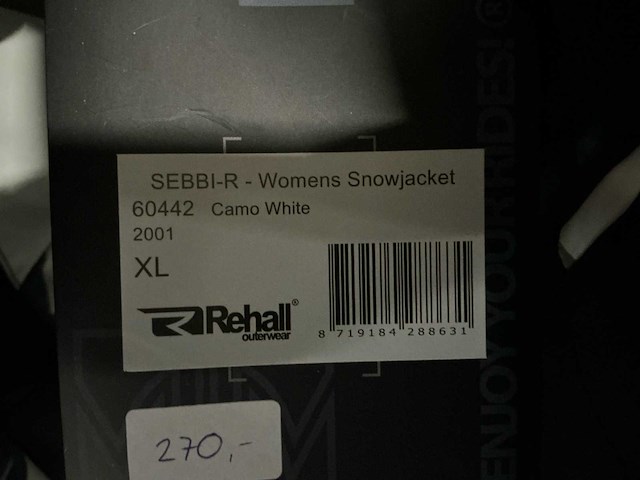 SEBBI-R - Womens Snowjacket
60442 Camo White
2001
XL
Rehall®
outerwear
8 719184 288631
270,-
ENJOY YOUR RIDES! ®